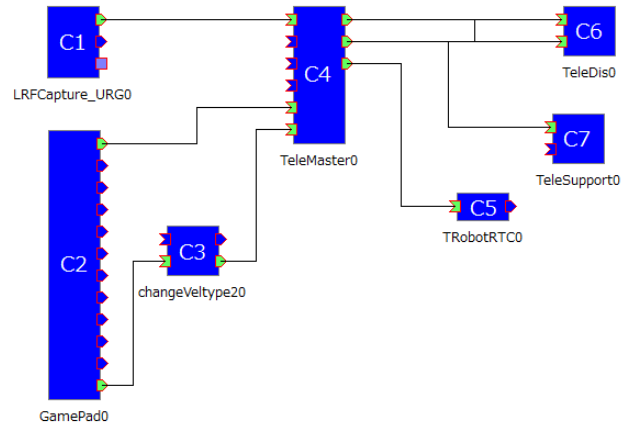 C1
LRFCapture_URG0
C4
TeleMaster0
C6
TeleDis0
C7
TeleSupport0
C5
TRobotRTC0
C2
GamePad0
C3
changeVeltype20